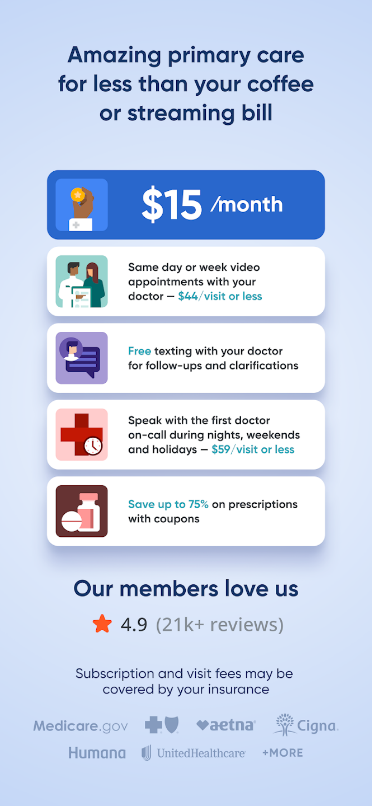 Amazing primary care
for less than your coffee
or streaming bill
$15 /month
Same day or week video
appointments with your
doctor — $44/visit or less
Free texting with your doctor
for follow-ups and clarifications
Speak with the first doctor
on-call during nights, weekends
and holidays — $59/visit or less
Save up to 75% on prescriptions
with coupons
Our members love us
4.9 (21k+ reviews)
Subscription and visit fees may be
covered by your insurance
Medicare.gov aetna Cigna.
Humana UnitedHealthcare +MORE